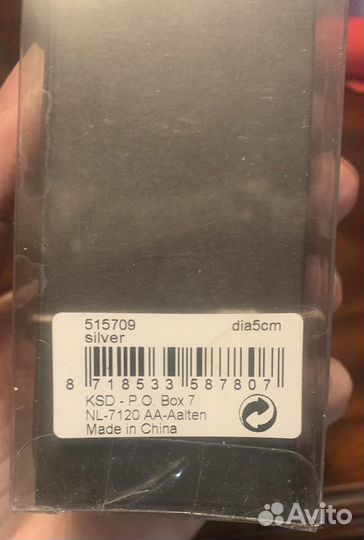 515709 dia5cm
silver
8 718533 587807
KSD - P.O. Box 7
NL-7120 AA-Aalten
Made in China
Avito